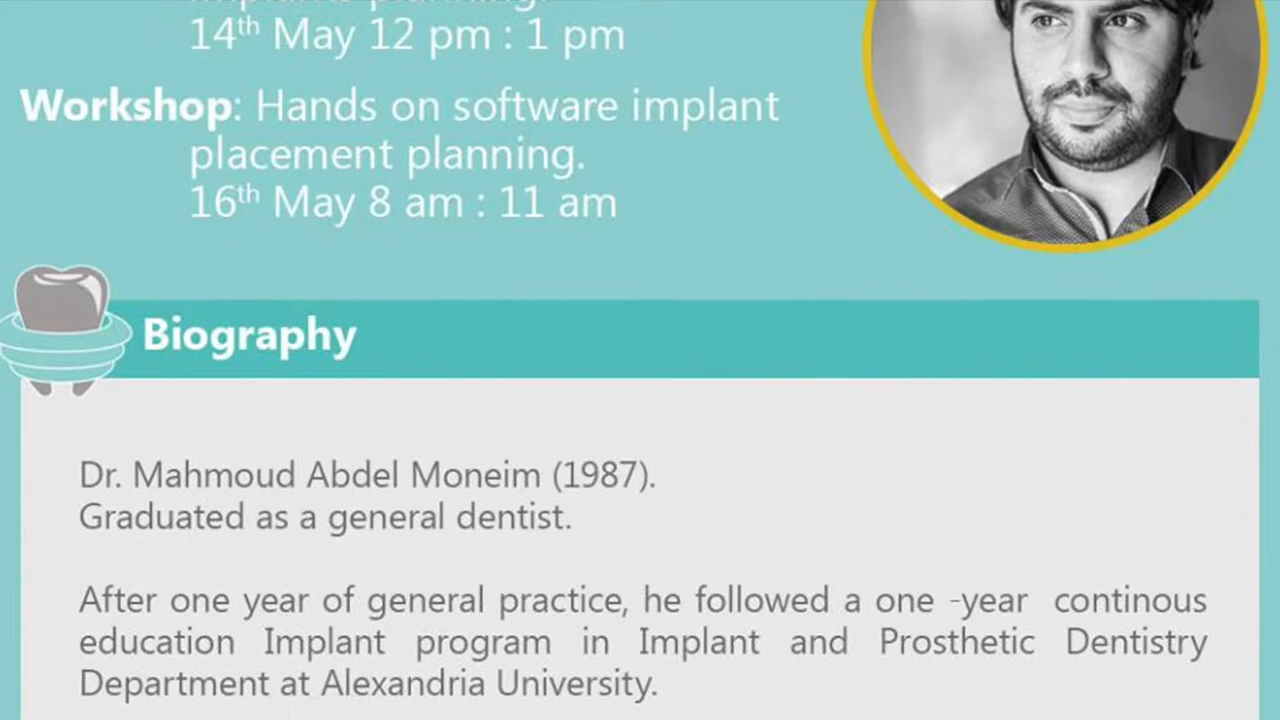 14th May 12 pm : 1 pm
Workshop: Hands on software implant
placement planning.
16th May 8 am : 11 am
Biography
Dr. Mahmoud Abdel Moneim (1987).
Graduated as a general dentist.
After one year of general practice, he followed a one -year continous
education Implant program in Implant and Prosthetic Dentistry
Department at Alexandria University.